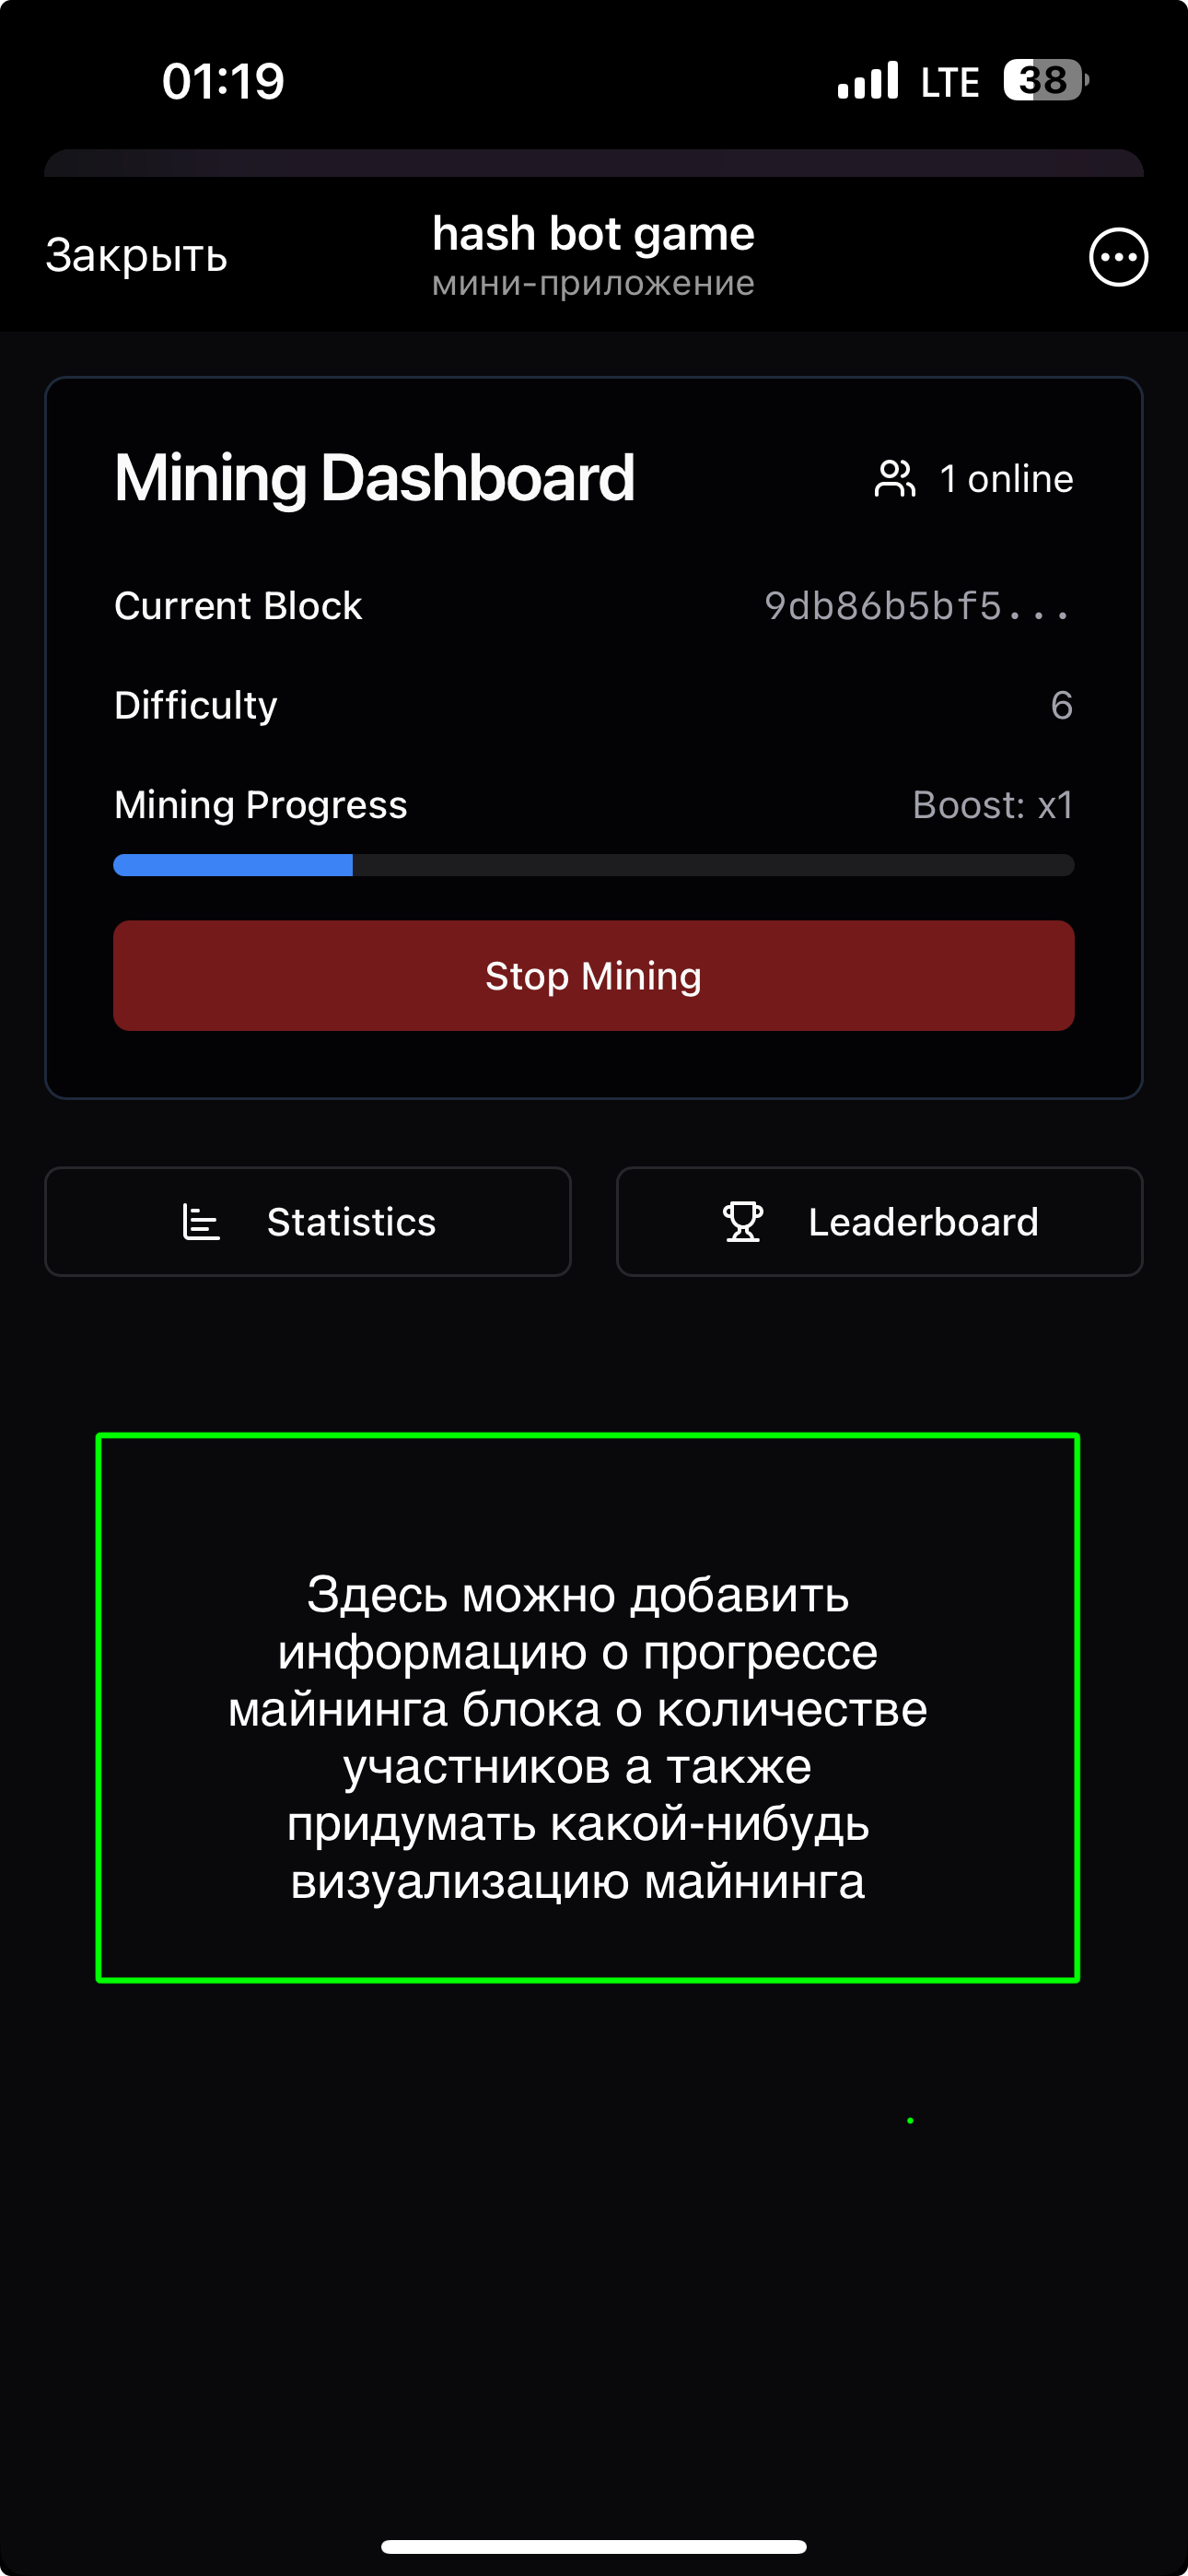 01:19 LTE 38
Закрыть
hash bot game
мини-приложение
Mining Dashboard 1 online
Current Block 9db86b5bf5...
Difficulty 6
Mining Progress Boost: x1
Stop Mining
Statistics Leaderboard
Здесь можно добавить
информацию о прогрессе
майнинга блока о количестве
участников а также
придумать какой-нибудь
визуализацию майнинга